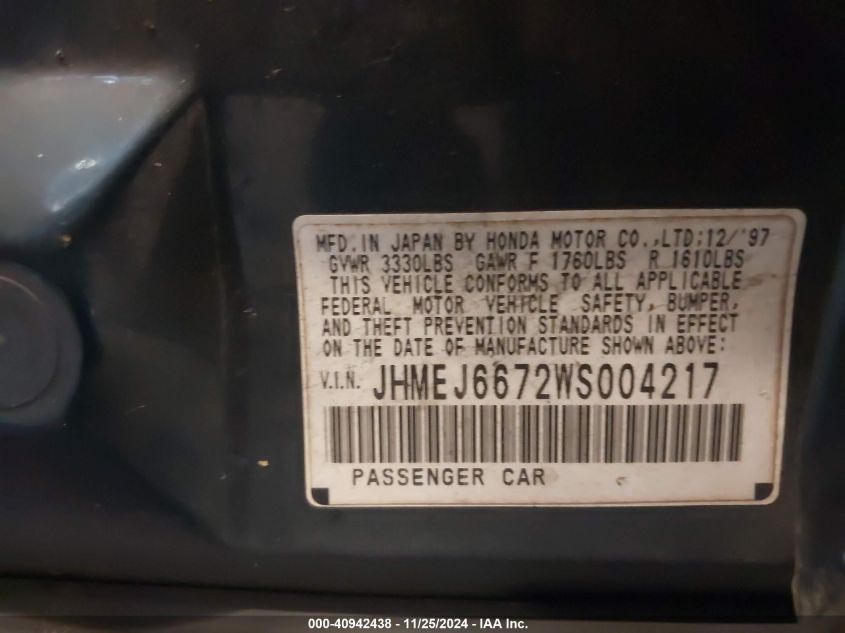 MFD. IN JAPAN BY HONDA MOTOR CO., LTD; 12/'97
GVWR 3330LBS GAWR F 1760LBS R 1610LBS
THIS VEHICLE CONFORMS TO ALL APPLICABLE
FEDERAL MOTOR VEHICLE SAFETY, BUMPER,
AND THEFT PREVENTION STANDARDS IN EFFECT
ON THE DATE OF MANUFACTURE SHOWN ABOVE:
V.I.N. JHMEJ6672WS004217
PASSENGER CAR
000-40942438 - 11/25/2024 - IAA Inc.